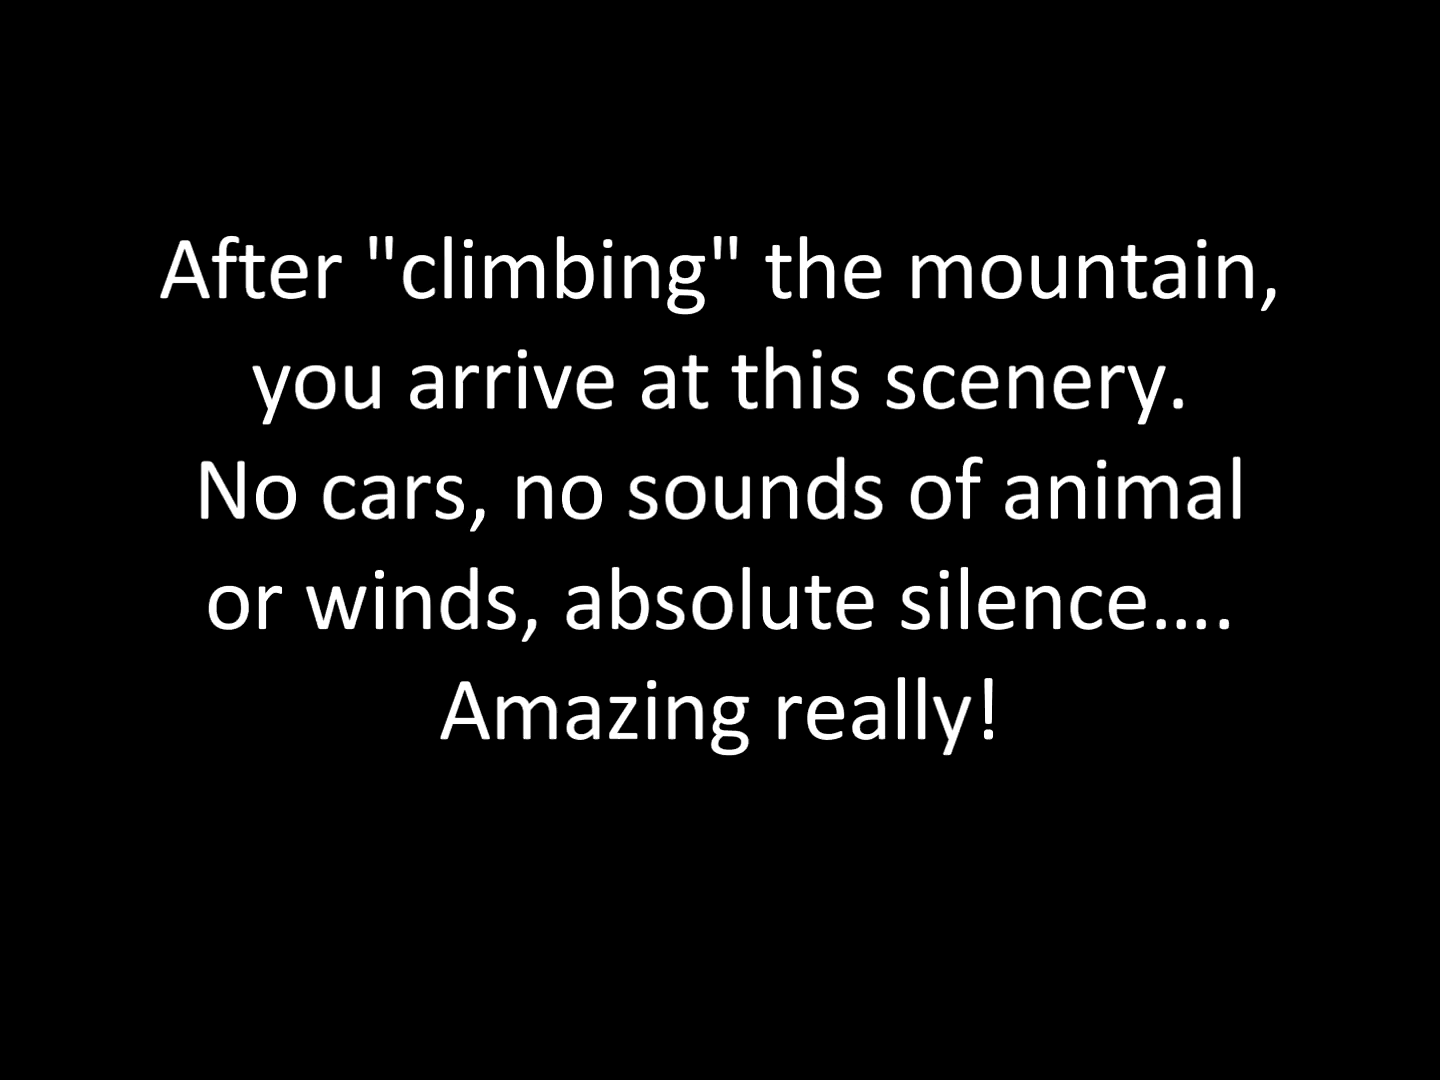 After "climbing" the mountain,
you arrive at this scenery.
No cars, no sounds of animal
or winds, absolute silence….
Amazing really!